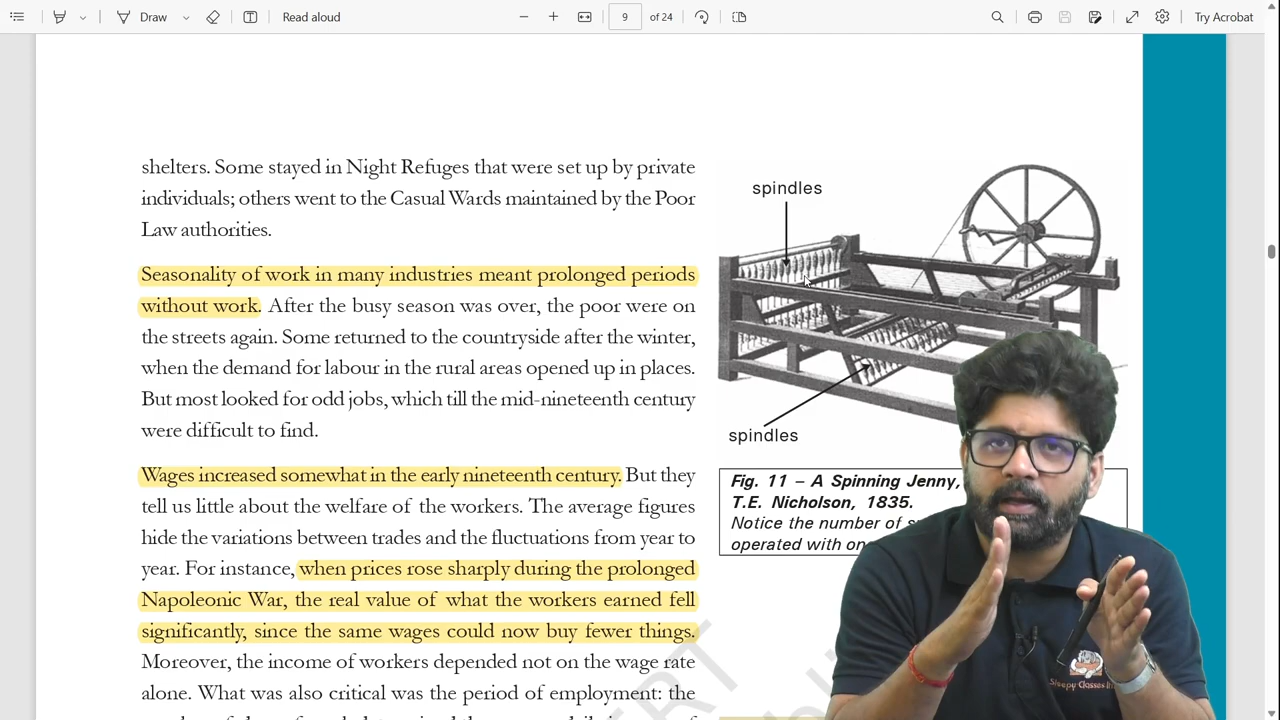 Draw
Read aloud
9
of 24
Try Acrobat
shelters. Some stayed in Night Refuges that were set up by private
individuals; others went to the Casual Wards maintained by the Poor
Law authorities.
Seasonality of work in many industries meant prolonged periods
without work. After the busy season was over, the poor were on
the streets again. Some returned to the countryside after the winter,
when the demand for labour in the rural areas opened up in places.
But most looked for odd jobs, which till the mid-nineteenth century
were difficult to find.
Wages increased somewhat in the early nineteenth century. But they
tell us little about the welfare of the workers. The average figures
hide the variations between trades and the fluctuations from year to
year. For instance, when prices rose sharply during the prolonged
Napoleonic War, the real value of what the workers earned fell
significantly, since the same wages could now buy fewer things.
Moreover, the income of workers depended not on the wage rate
alone. What was also critical was the period of employment: the
spindles
spindles
Fig. 11 – A Spinning Jenny,
T.E. Nicholson, 1835.
Notice the number of
operated with
Sleepy Classes